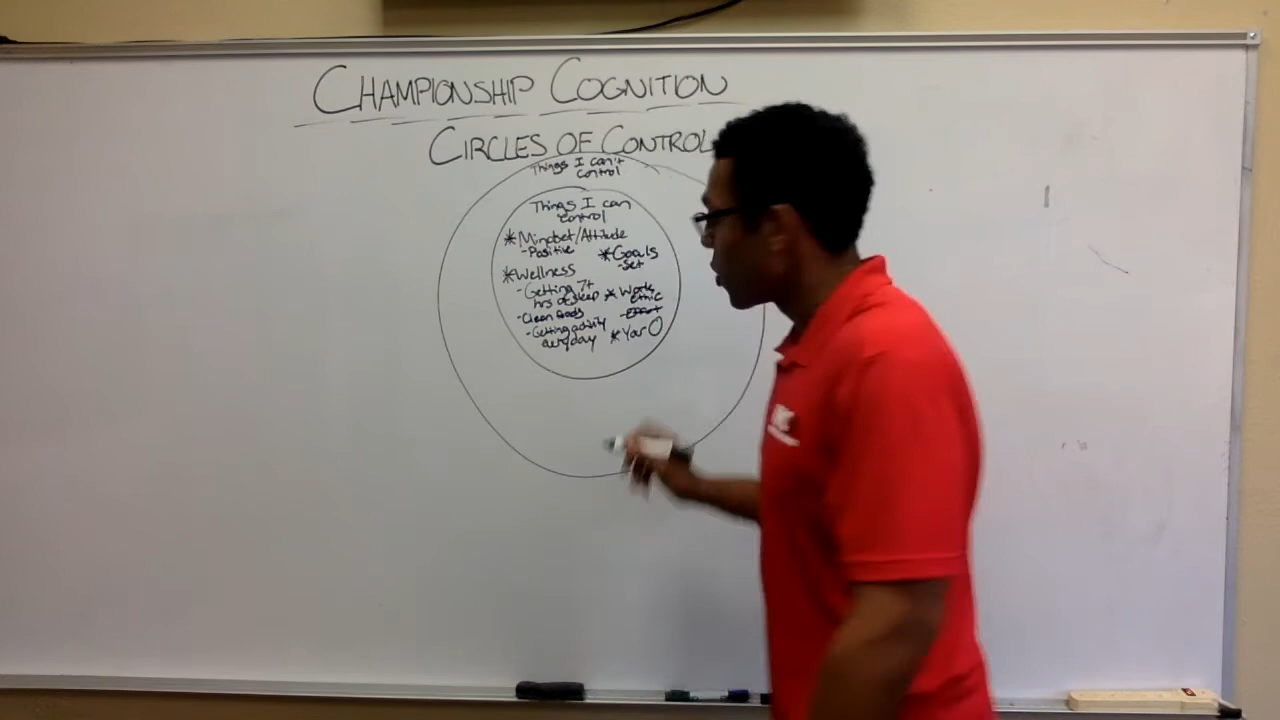 CHAMPIONSHIP COGNITION
CIRCLES OF CONTROL
Things I can't
control
Things I can
control
*Mindset/Attitude
-Positive
*Goals
-Set
*Wellness
-Getting 7+
hrs of sleep
*Work
Ethic
-Effort
-Clean foods
-Getting activity
everyday
*Your O